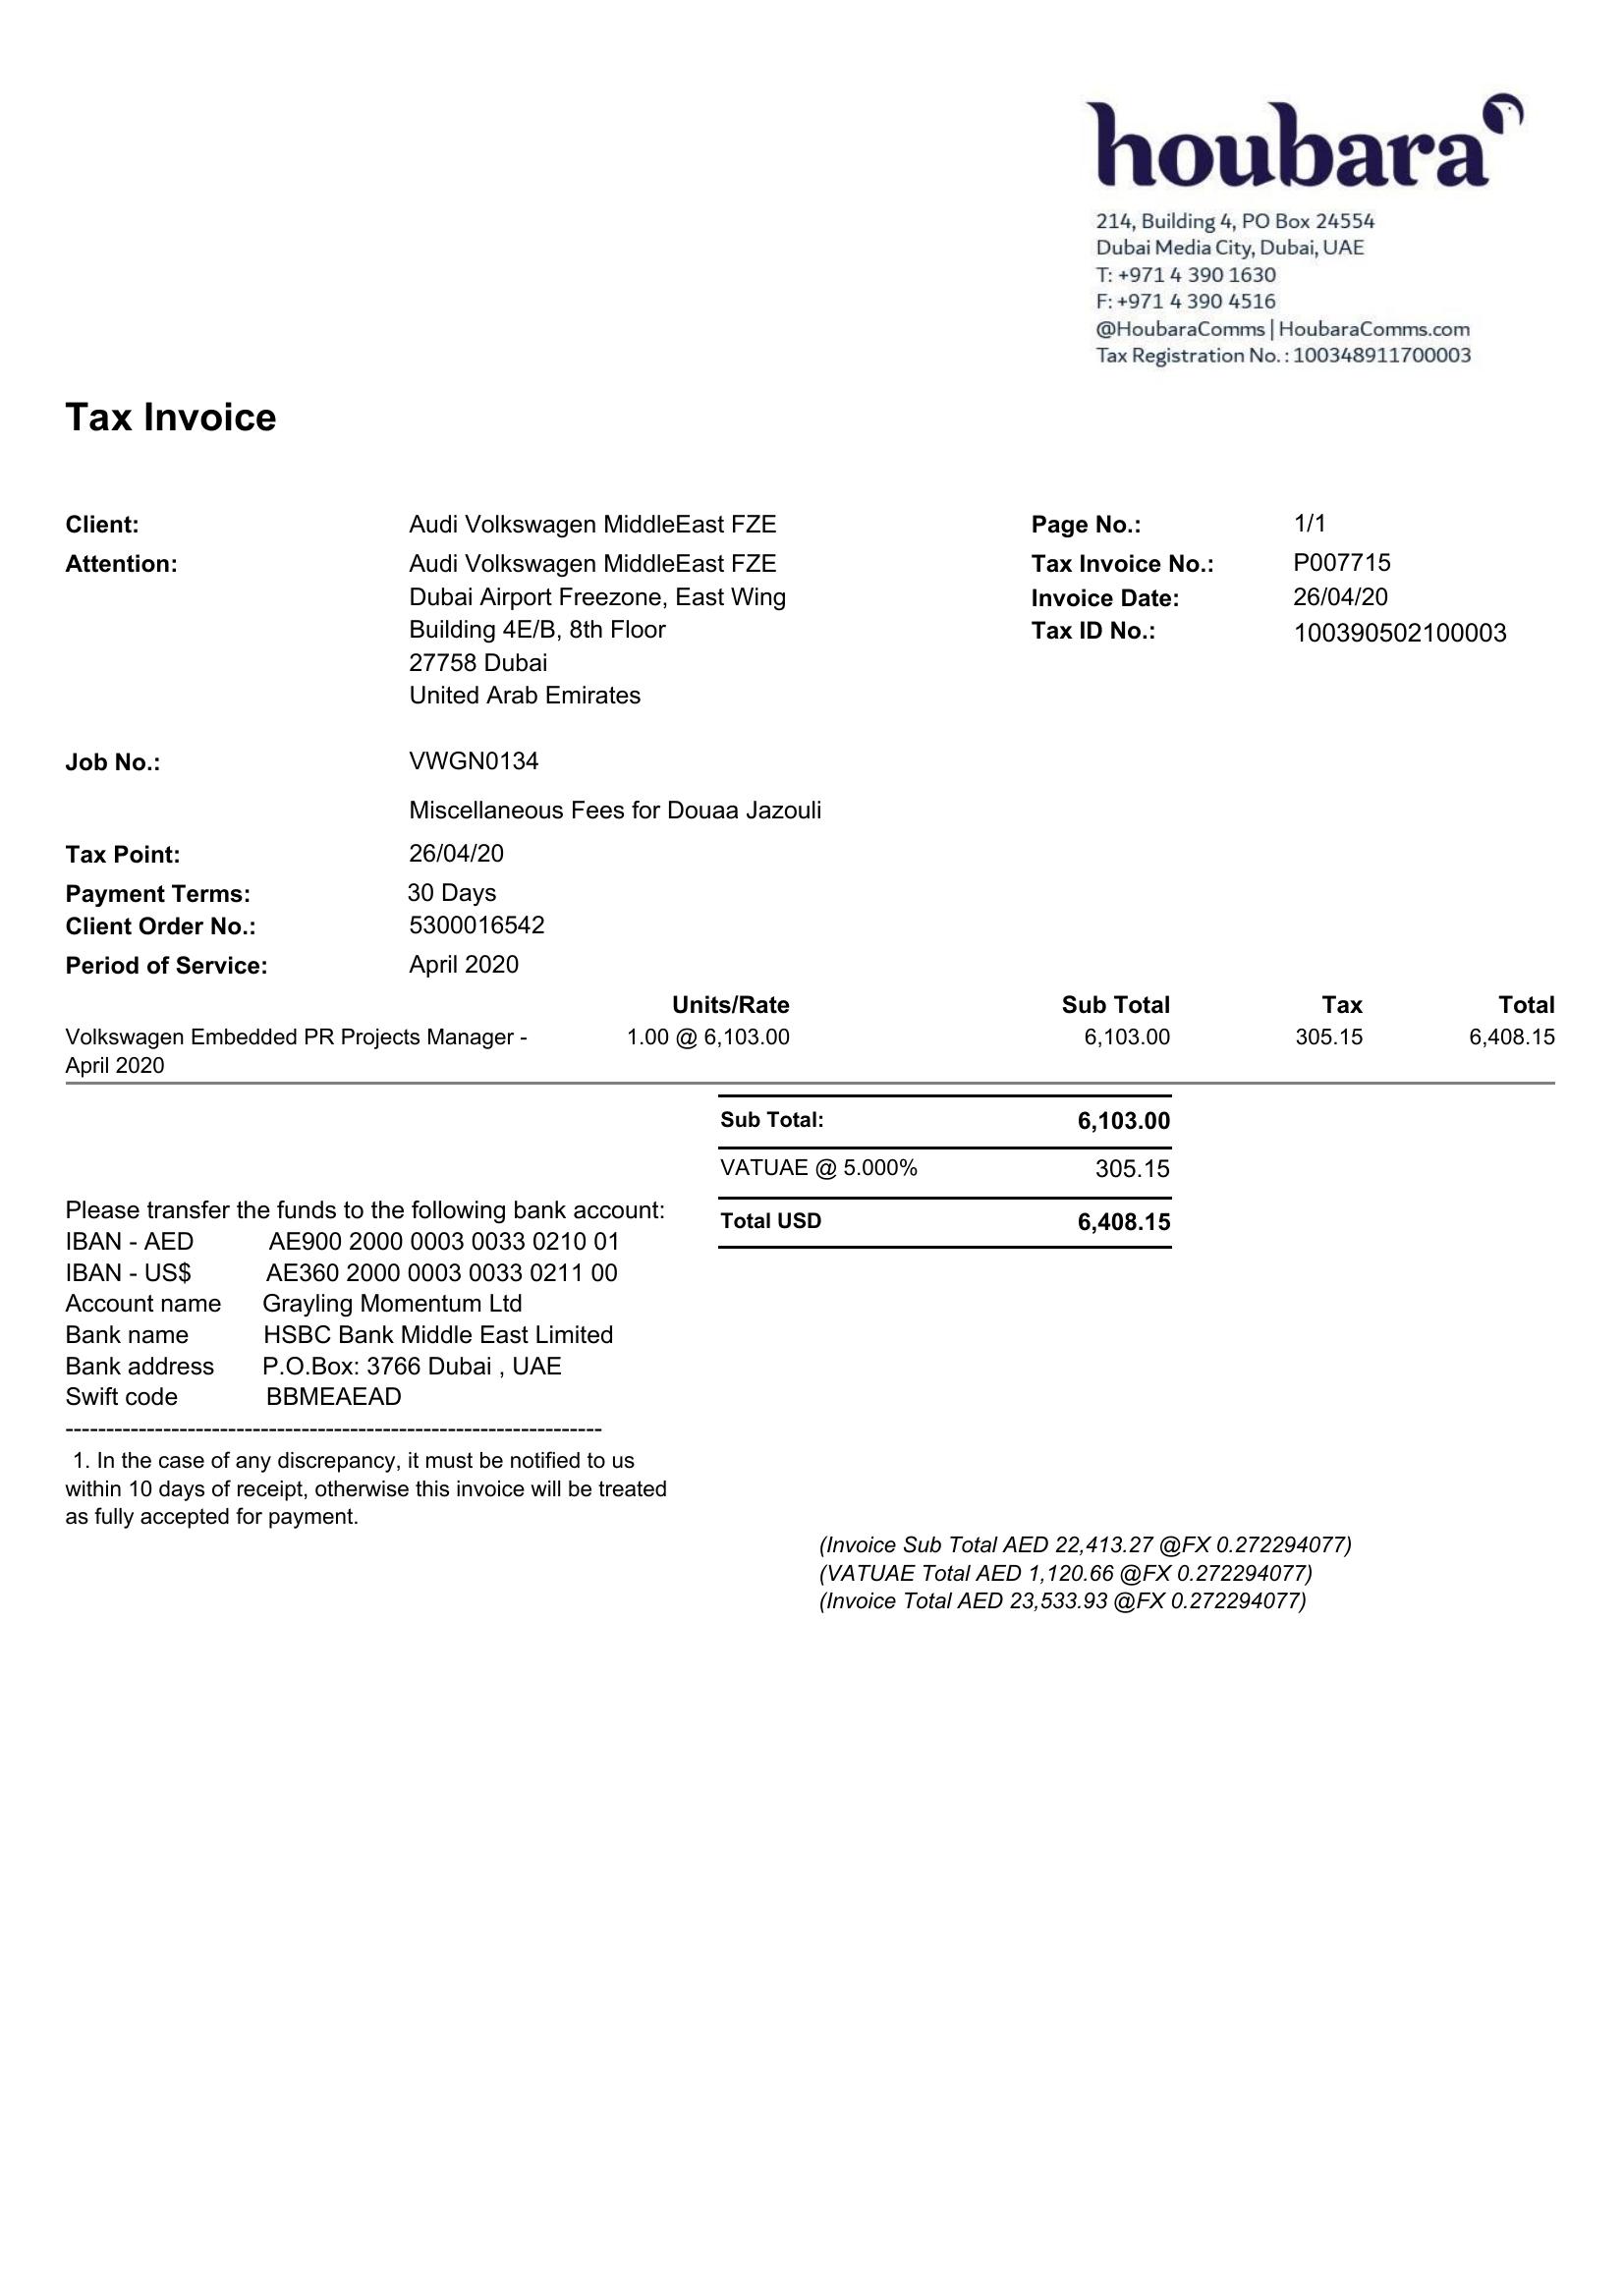 houbara
214, Building 4, PO Box 24554
Dubai Media City, Dubai, UAE
T: +971 4 390 1630
F: +971 4 390 4516
@HoubaraComms | HoubaraComms.com
Tax Registration No. : 100348911700003
Tax Invoice
Client: Audi Volkswagen MiddleEast FZE Page No.: 1/1
Attention: Audi Volkswagen MiddleEast FZE Tax Invoice No.: P007715
Dubai Airport Freezone, East Wing Invoice Date: 26/04/20
Building 4E/B, 8th Floor Tax ID No.: 100390502100003
27758 Dubai
United Arab Emirates
Job No.: VWGN0134
Miscellaneous Fees for Douaa Jazouli
Tax Point: 26/04/20
Payment Terms: 30 Days
Client Order No.: 5300016542
Period of Service: April 2020
Units/Rate Sub Total Tax Total
Volkswagen Embedded PR Projects Manager - 1.00 @ 6,103.00 6,103.00 305.15 6,408.15
April 2020
Sub Total: 6,103.00
VATUAE @ 5.000% 305.15
Total USD 6,408.15
Please transfer the funds to the following bank account:
IBAN - AED AE900 2000 0003 0033 0210 01
IBAN - US$ AE360 2000 0003 0033 0211 00
Account name Grayling Momentum Ltd
Bank name HSBC Bank Middle East Limited
Bank address P.O.Box: 3766 Dubai , UAE
Swift code BBMEAEAD
------------------------------------------------------------------
1. In the case of any discrepancy, it must be notified to us
within 10 days of receipt, otherwise this invoice will be treated
as fully accepted for payment.
(Invoice Sub Total AED 22,413.27 @FX 0.272294077)
(VATUAE Total AED 1,120.66 @FX 0.272294077)
(Invoice Total AED 23,533.93 @FX 0.272294077)